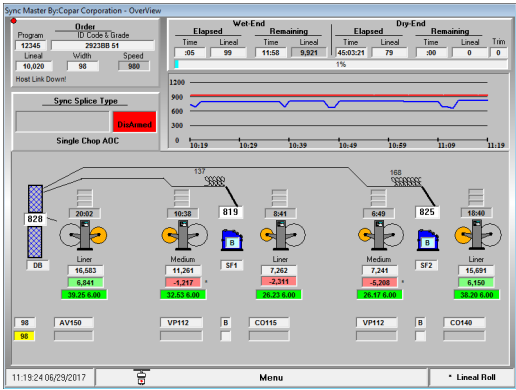 Sync Master By:Copar Corporation - OverView
Order
Program ID Code & Grade
12345 2923BB 51
Lineal Width Speed
10,020 98 980
Host Link Down!
Wet-End Dry-End
Elapsed Remaining Elapsed Remaining
Time Lineal Time Lineal Time Lineal Time Lineal Trim
:05 99 11:58 9,921 45:03:21 79 :00 0 0
1%
Sync Splice Type
DisArmed
Single Chop AOC
1200
900
600
300
0
10:19 10:29 10:39 10:49 10:59 11:09 11:19
137 168
828 20:02 10:38 819 8:41 6:49 825 18:40
B B
DB Liner Medium SF1 Liner Medium SF2 Liner
16,583 11,261 7,262 7,241 15,691
6,841 -1,217 * -2,311 -5,208 * 6,150
39.25 6.00 32.53 6.00 26.23 6.00 26.17 6.00 38.20 6.00
98 AV150 VP112 B CO115 VP112 B CO140
98
11:19:24 06/29/2017 Menu * Lineal Roll